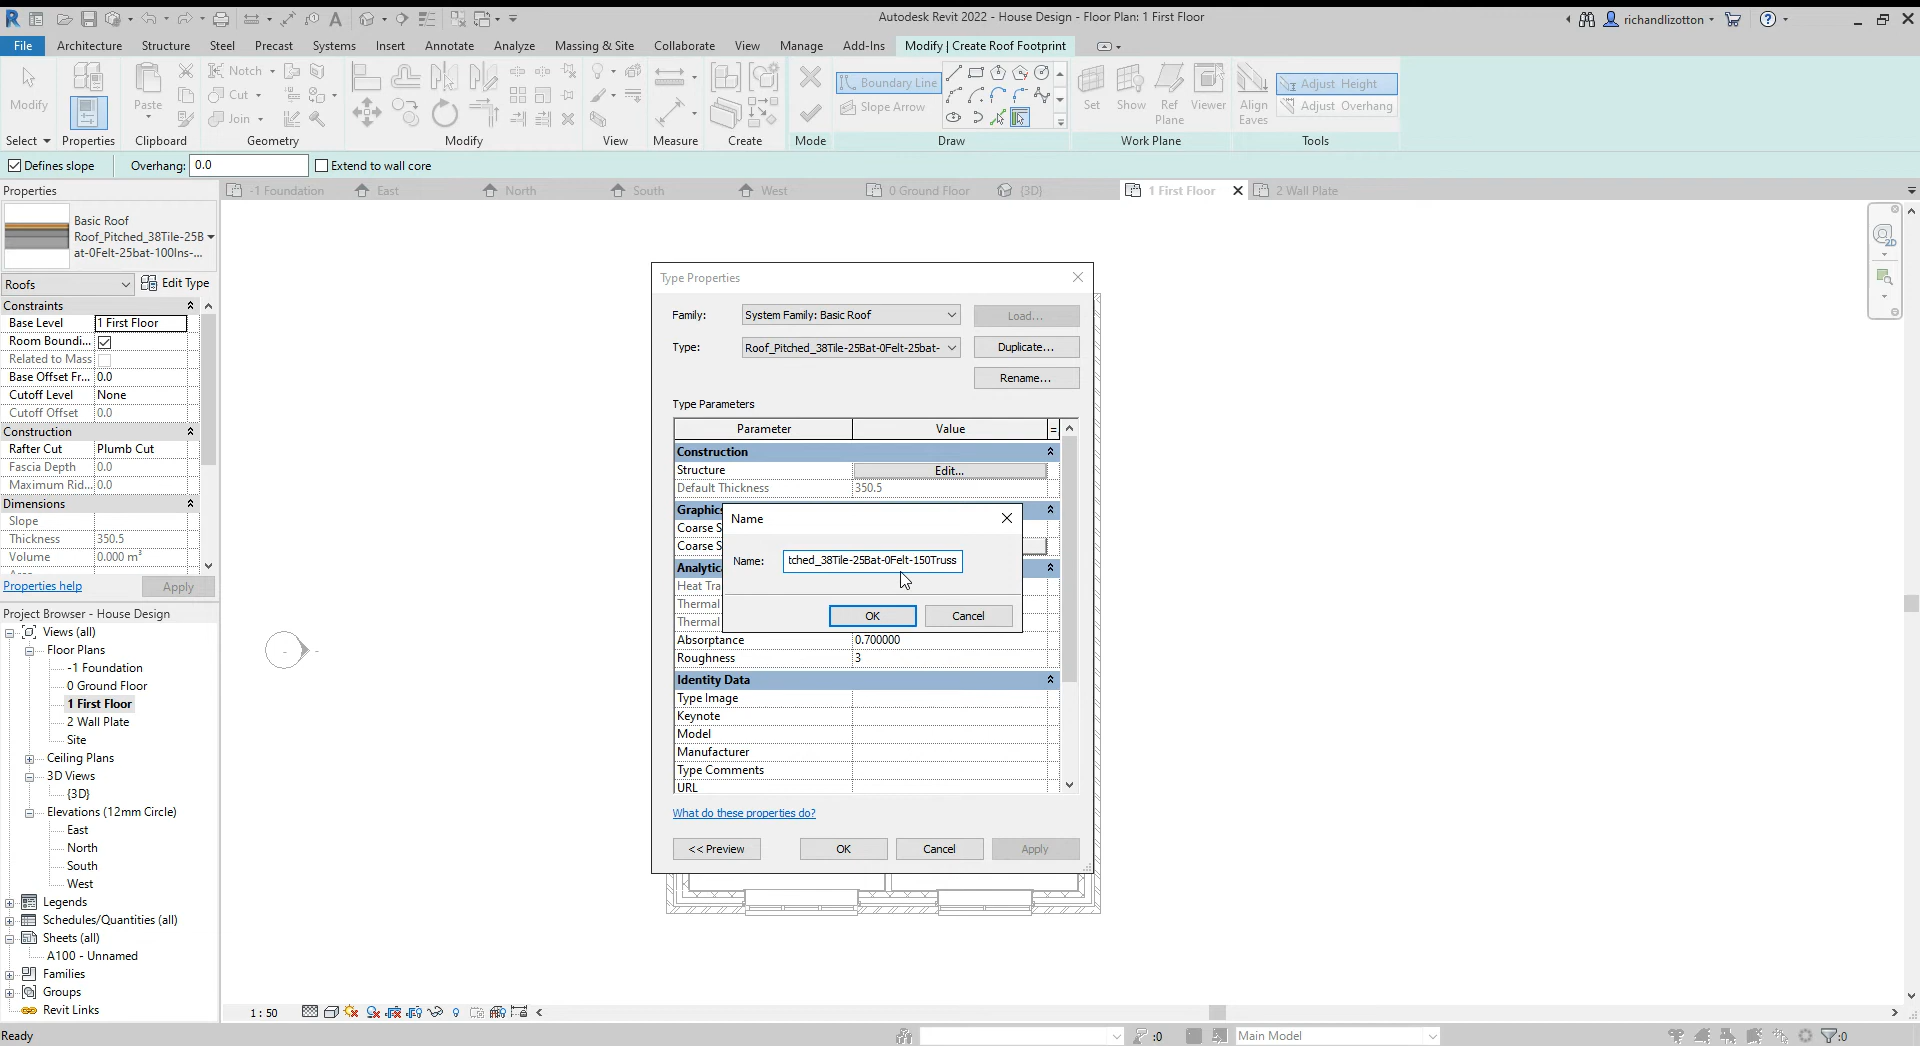 Autodesk Revit 2022 - House Design - Floor Plan: 1 First Floor
richandlizotton
File
Architecture
Structure
Steel
Precast
Systems
Insert
Annotate
Analyze
Massing & Site
Collaborate
View
Manage
Add-Ins
Modify | Create Roof Footprint
Modify
Paste
Notch
Cut
Join
Boundary Line
Slope Arrow
Set
Show
Ref
Plane
Viewer
Align
Eaves
Adjust Height
Adjust Overhang
Select
Properties
Clipboard
Geometry
Modify
View
Measure
Create
Mode
Draw
Work Plane
Tools
Defines slope
Overhang:
0.0
Extend to wall core
Properties
-1 Foundation
East
North
South
West
0 Ground Floor
{3D}
1 First Floor
2 Wall Plate
Basic Roof
Roof_Pitched_38Tile-25B
at-0Felt-25bat-100Ins-...
Roofs
Edit Type
Constraints
Base Level 1 First Floor
Room Boundi...
Related to Mass
Base Offset Fr... 0.0
Cutoff Level None
Cutoff Offset 0.0
Construction
Rafter Cut Plumb Cut
Fascia Depth 0.0
Maximum Rid... 0.0
Dimensions
Slope
Thickness 350.5
Volume 0.000 m³
Properties help
Apply
Project Browser - House Design
Views (all)
Floor Plans
-1 Foundation
0 Ground Floor
1 First Floor
2 Wall Plate
Site
Ceiling Plans
3D Views
{3D}
Elevations (12mm Circle)
East
North
South
West
Legends
Schedules/Quantities (all)
Sheets (all)
A100 - Unnamed
Families
Groups
Revit Links
Type Properties
Family:
System Family: Basic Roof
Load...
Type:
Roof_Pitched_38Tile-25Bat-0Felt-25bat-
Duplicate...
Rename...
Type Parameters
Parameter
Value
=
Construction
Structure
Edit...
Default Thickness
350.5
Graphics
Coarse S
Coarse S
Analytica
Heat Tra
Thermal
Thermal
Name
Name:
tched_38Tile-25Bat-0Felt-150Truss
OK
Cancel
Absorptance
0.700000
Roughness
3
Identity Data
Type Image
Keynote
Model
Manufacturer
Type Comments
URL
What do these properties do?
<< Preview
OK
Cancel
Apply
2D
1 : 50
Ready
:0
Main Model
:0